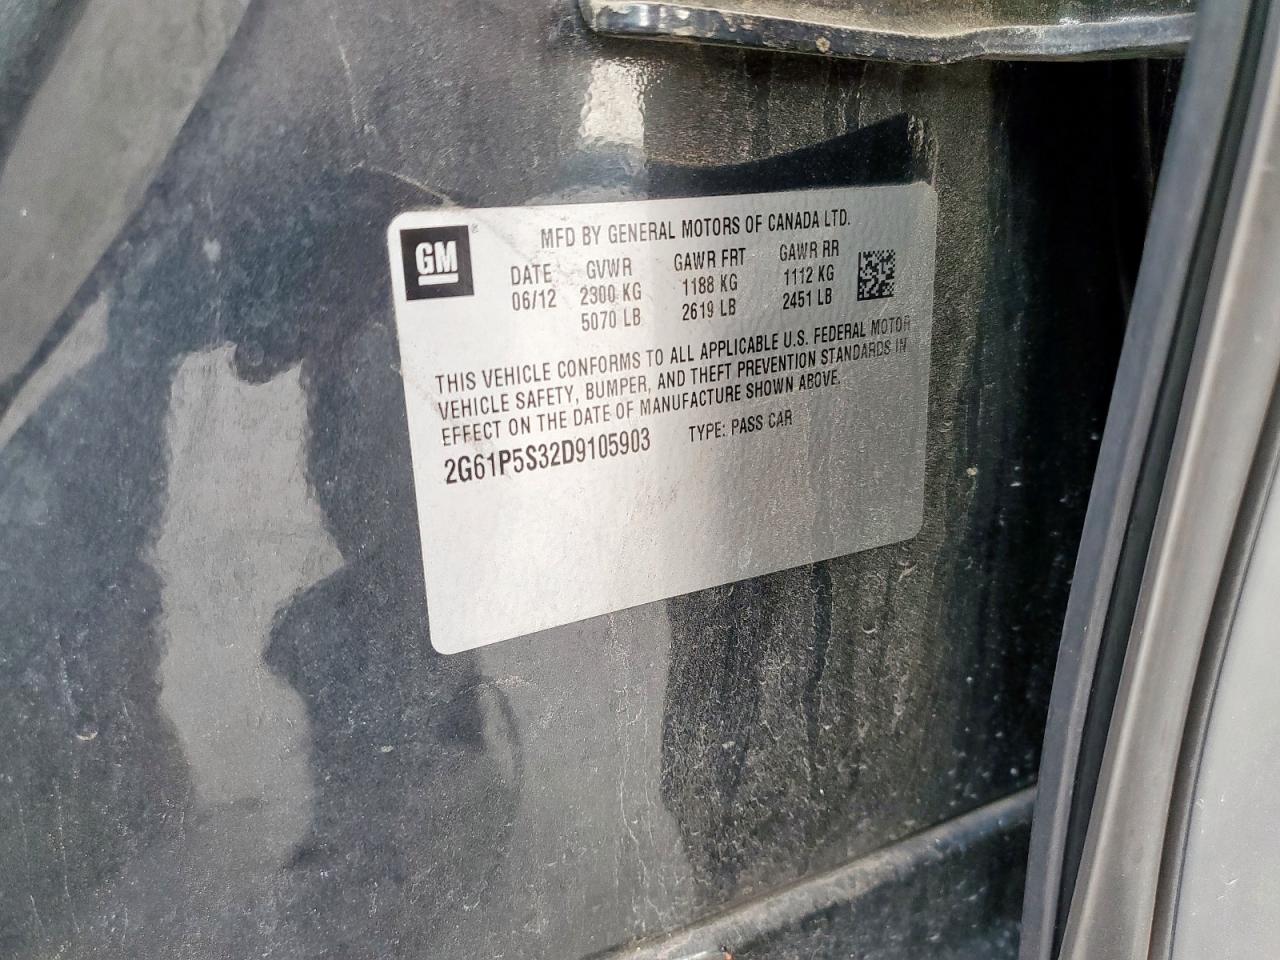 GM
MFD BY GENERAL MOTORS OF CANADA LTD.
DATE GVWR GAWR FRT GAWR RR
06/12 2300 KG 1188 KG 1112 KG
5070 LB 2619 LB 2451 LB
THIS VEHICLE CONFORMS TO ALL APPLICABLE U.S. FEDERAL MOTOR
VEHICLE SAFETY, BUMPER, AND THEFT PREVENTION STANDARDS IN
EFFECT ON THE DATE OF MANUFACTURE SHOWN ABOVE.
2G61P5S32D9105903 TYPE: PASS CAR